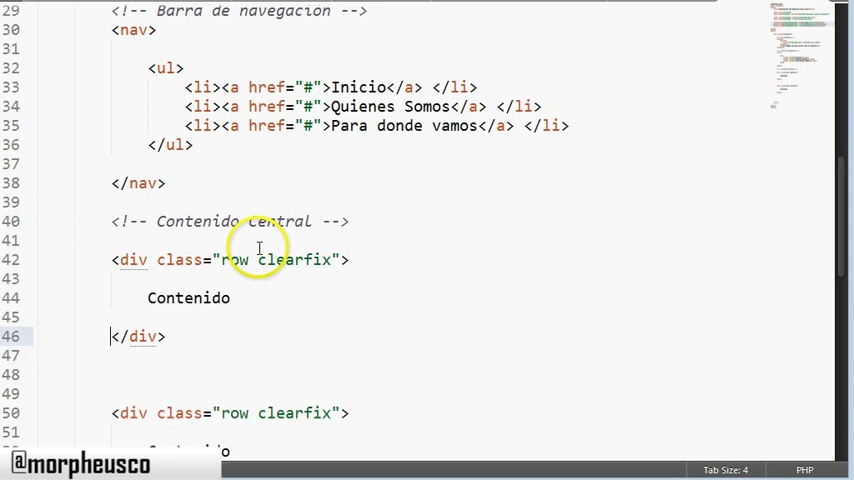 29 <!-- Barra de navegacion -->
30 <nav>
31
32 <ul>
33 <li><a href="#">Inicio</a> </li>
34 <li><a href="#">Quienes Somos</a> </li>
35 <li><a href="#">Para donde vamos</a> </li>
36 </ul>
37
38 </nav>
39
40 <!-- Contenido Central -->
41
42 <div class="row clearfix">
43
44 Contenido
45
46 </div>
47
48
49
50 <div class="row clearfix">
51
@morpheusco
Tab Size: 4 PHP